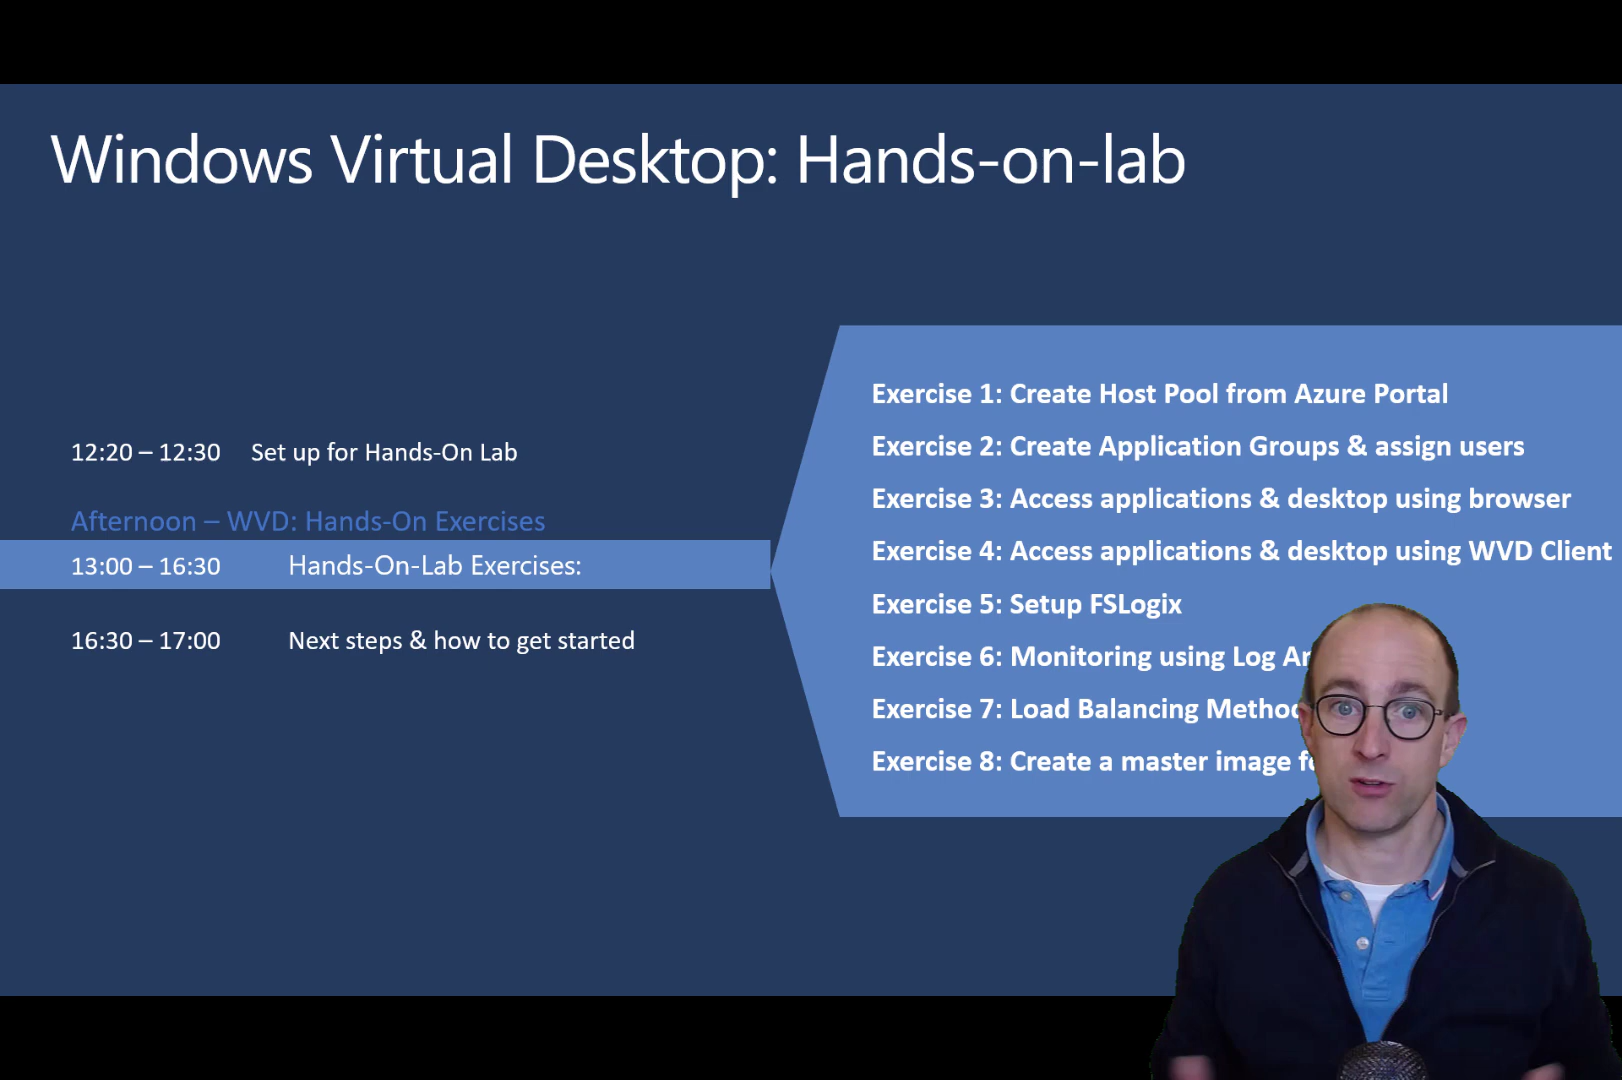 Windows Virtual Desktop: Hands-on-lab
12:20 – 12:30 Set up for Hands-On Lab
Afternoon – WVD: Hands-On Exercises
13:00 – 16:30 Hands-On-Lab Exercises:
16:30 – 17:00 Next steps & how to get started
Exercise 1: Create Host Pool from Azure Portal
Exercise 2: Create Application Groups & assign users
Exercise 3: Access applications & desktop using browser
Exercise 4: Access applications & desktop using WVD Client
Exercise 5: Setup FSLogix
Exercise 6: Monitoring using Log
Exercise 7: Load Balancing
Exercise 8: Create a master image